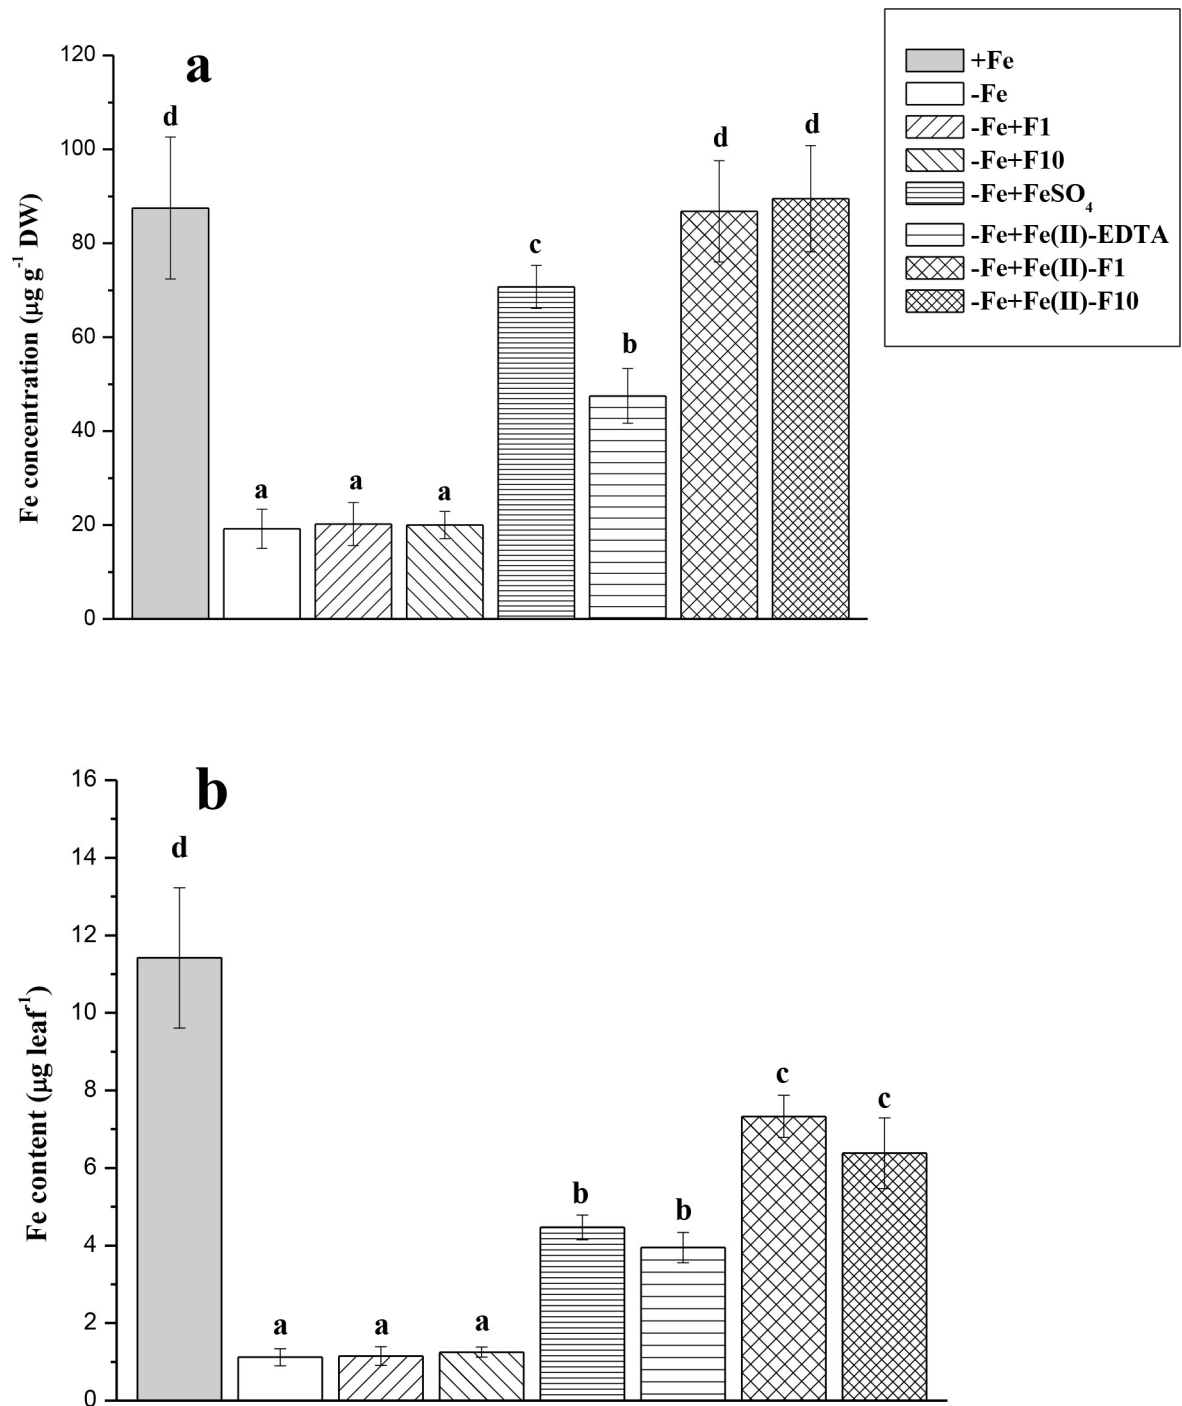 a
120
100
80
60
40
20
0
Fe concentration (μg g⁻¹ DW)
d
a
a
a
c
b
d
d
+Fe
-Fe
-Fe+F1
-Fe+F10
-Fe+FeSO₄
-Fe+Fe(II)-EDTA
-Fe+Fe(II)-F1
-Fe+Fe(II)-F10
b
16
14
12
10
8
6
4
2
0
Fe content (μg leaf⁻¹)
d
a
a
a
b
b
c
c